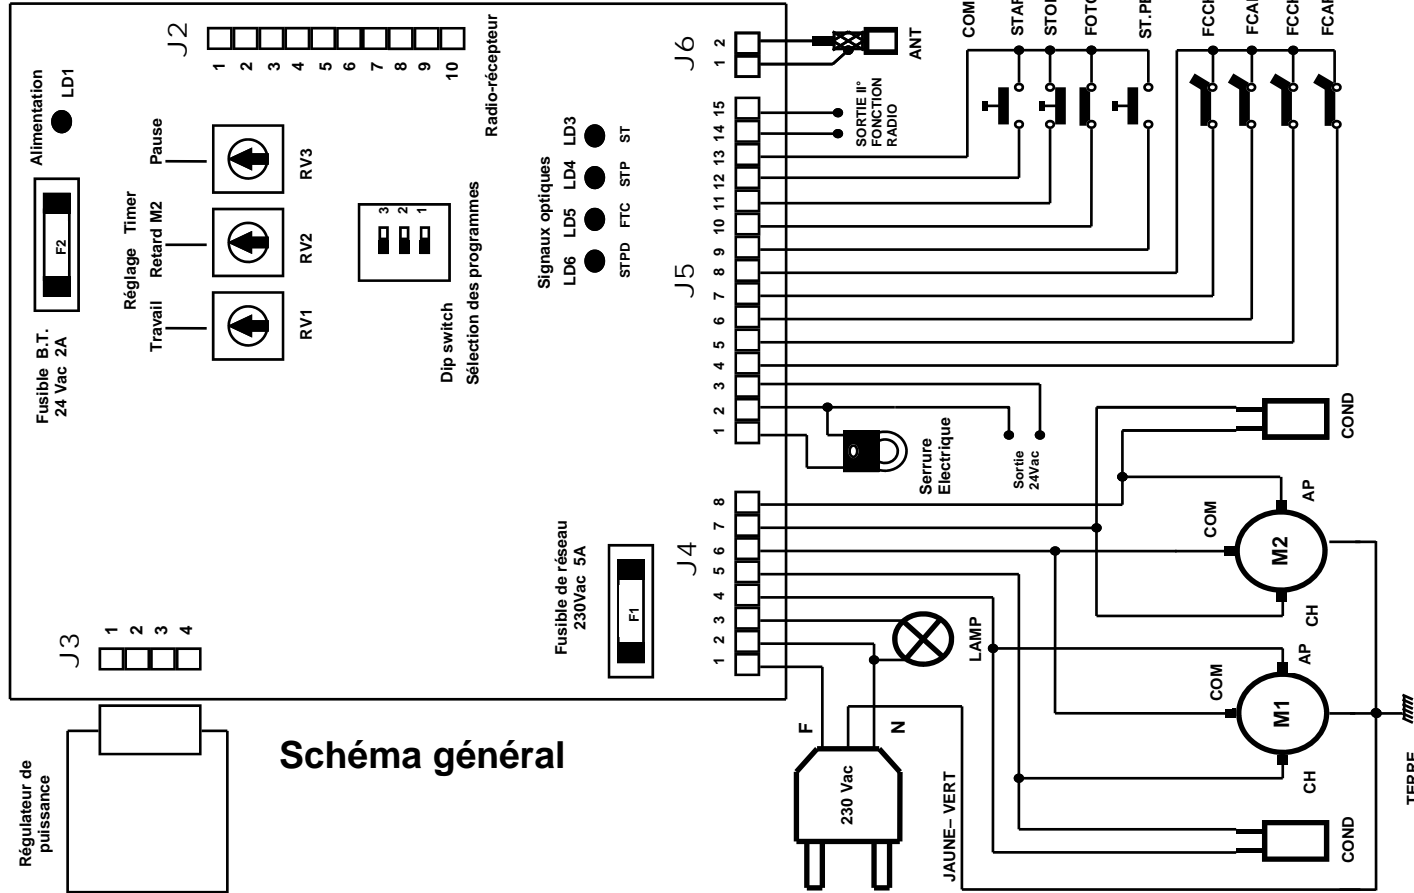 Schéma général
Régulateur de
puissance
J3
1
2
3
4
Fusible B.T.
24 Vac 2A
F2
Alimentation
LD1
Réglage Timer
Travail
Retard M2
Pause
RV1
RV2
RV3
J2
1
2
3
4
5
6
7
8
9
10
Radio-récepteur
Dip switch
Sélection des programmes
1
2
3
Signaux optiques
LD6
LD5
LD4
LD3
STPD
FTC
STP
ST
Fusible de réseau
230Vac 5A
F1
J4
1
2
3
4
5
6
7
8
J5
1
2
3
4
5
6
7
8
9
10
11
12
13
14
15
J6
1
2
ANT
SORTIE II°
FONCTION
RADIO
COM
ST.PE
Serrure
Electrique
Sortie
24Vac
F
N
230 Vac
JAUNE– VERT
LAMP
COND
M1
COM
AP
CH
M2
COM
AP
CH
COND